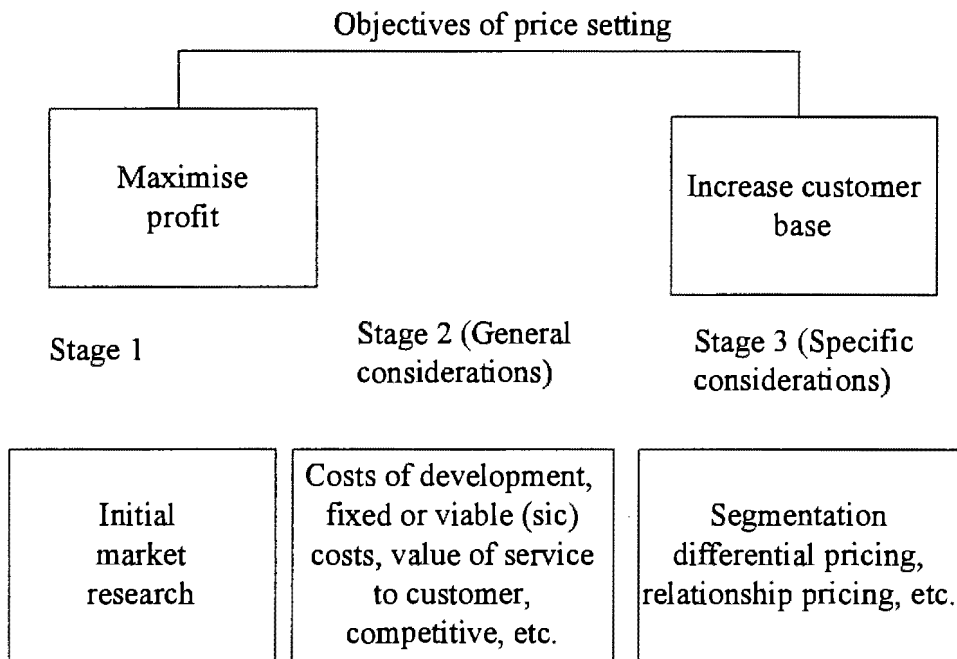 Objectives of price setting
Maximise
profit
Increase customer
base
Stage 1
Stage 2 (General
considerations)
Stage 3 (Specific
considerations)
Initial
market
research
Costs of development,
fixed or viable (sic)
costs, value of service
to customer,
competitive, etc.
Segmentation
differential pricing,
relationship pricing, etc.